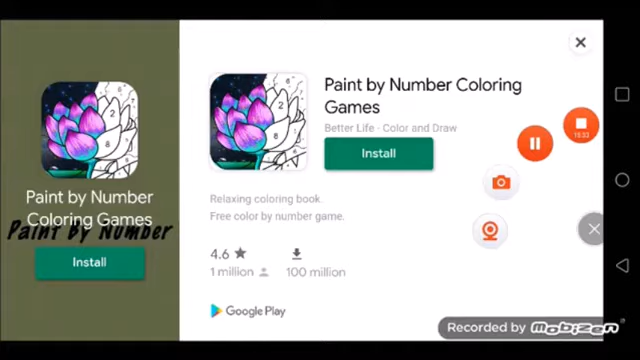 Paint by Number
Coloring Games
Paint by Number
Install
Paint by Number Coloring
Games
Better Life - Color and Draw
Install
Relaxing coloring book.
Free color by number game.
4.6
1 million
100 million
Google Play
15:33
Recorded by Mobizen